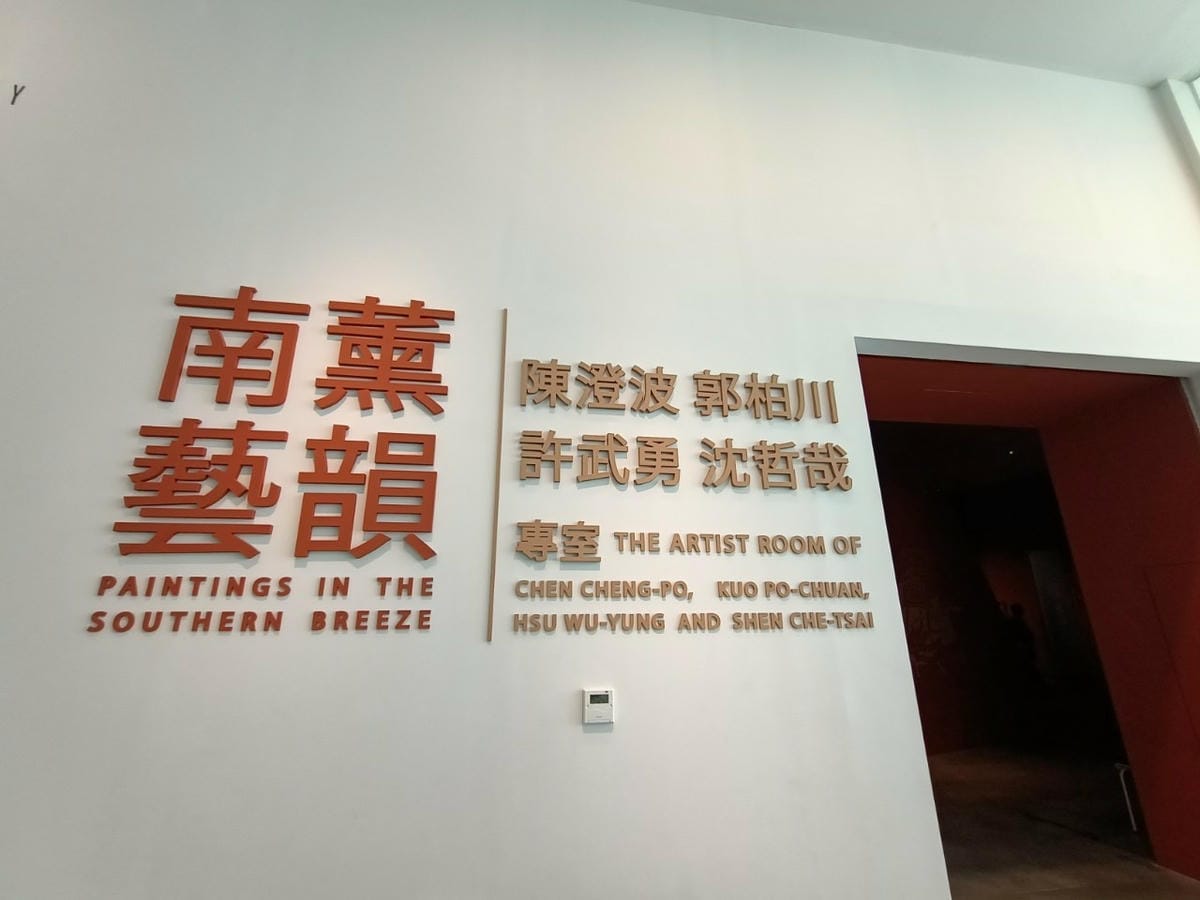 Y
南薰
藝韻
PAINTINGS IN THE
SOUTHERN BREEZE
陳澄波 郭柏川
許武勇 沈哲哉
專室 THE ARTIST ROOM OF
CHEN CHENG-PO, KUO PO-CHUAN,
HSU WU-YUNG AND SHEN CHE-TSAI